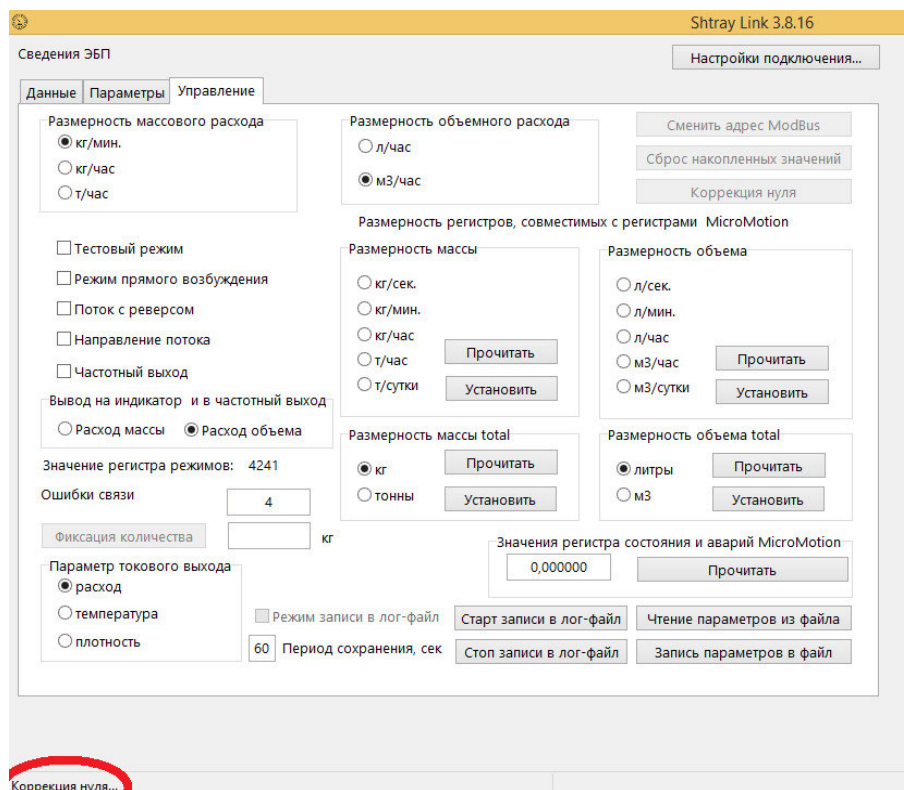 Shtray Link 3.8.16
Сведения ЭБП
Настройки подключения...
Данные Параметры Управление
Размерность массового расхода
кг/мин.
кг/час
т/час
Размерность объемного расхода
л/час
м3/час
Сменить адрес ModBus
Сброс накопленных значений
Коррекция нуля
Размерность регистров, совместимых с регистрами MicroMotion
Тестовый режим
Режим прямого возбуждения
Поток с реверсом
Направление потока
Частотный выход
Размерность массы
кг/сек.
кг/мин.
кг/час
т/час
т/сутки
Прочитать
Установить
Размерность объема
л/сек.
л/мин.
л/час
м3/час
м3/сутки
Прочитать
Установить
Вывод на индикатор и в частотный выход
Расход массы Расход объема
Значение регистра режимов: 4241
Ошибки связи 4
Фиксация количества кг
Размерность массы total
кг
тонны
Прочитать
Установить
Размерность объема total
литры
м3
Прочитать
Установить
Значения регистра состояния и аварий MicroMotion
0,000000 Прочитать
Параметр токового выхода
расход
температура
плотность
Режим записи в лог-файл
60 Период сохранения, сек
Старт записи в лог-файл
Стоп записи в лог-файл
Чтение параметров из файла
Запись параметров в файл
Коррекция нуля...